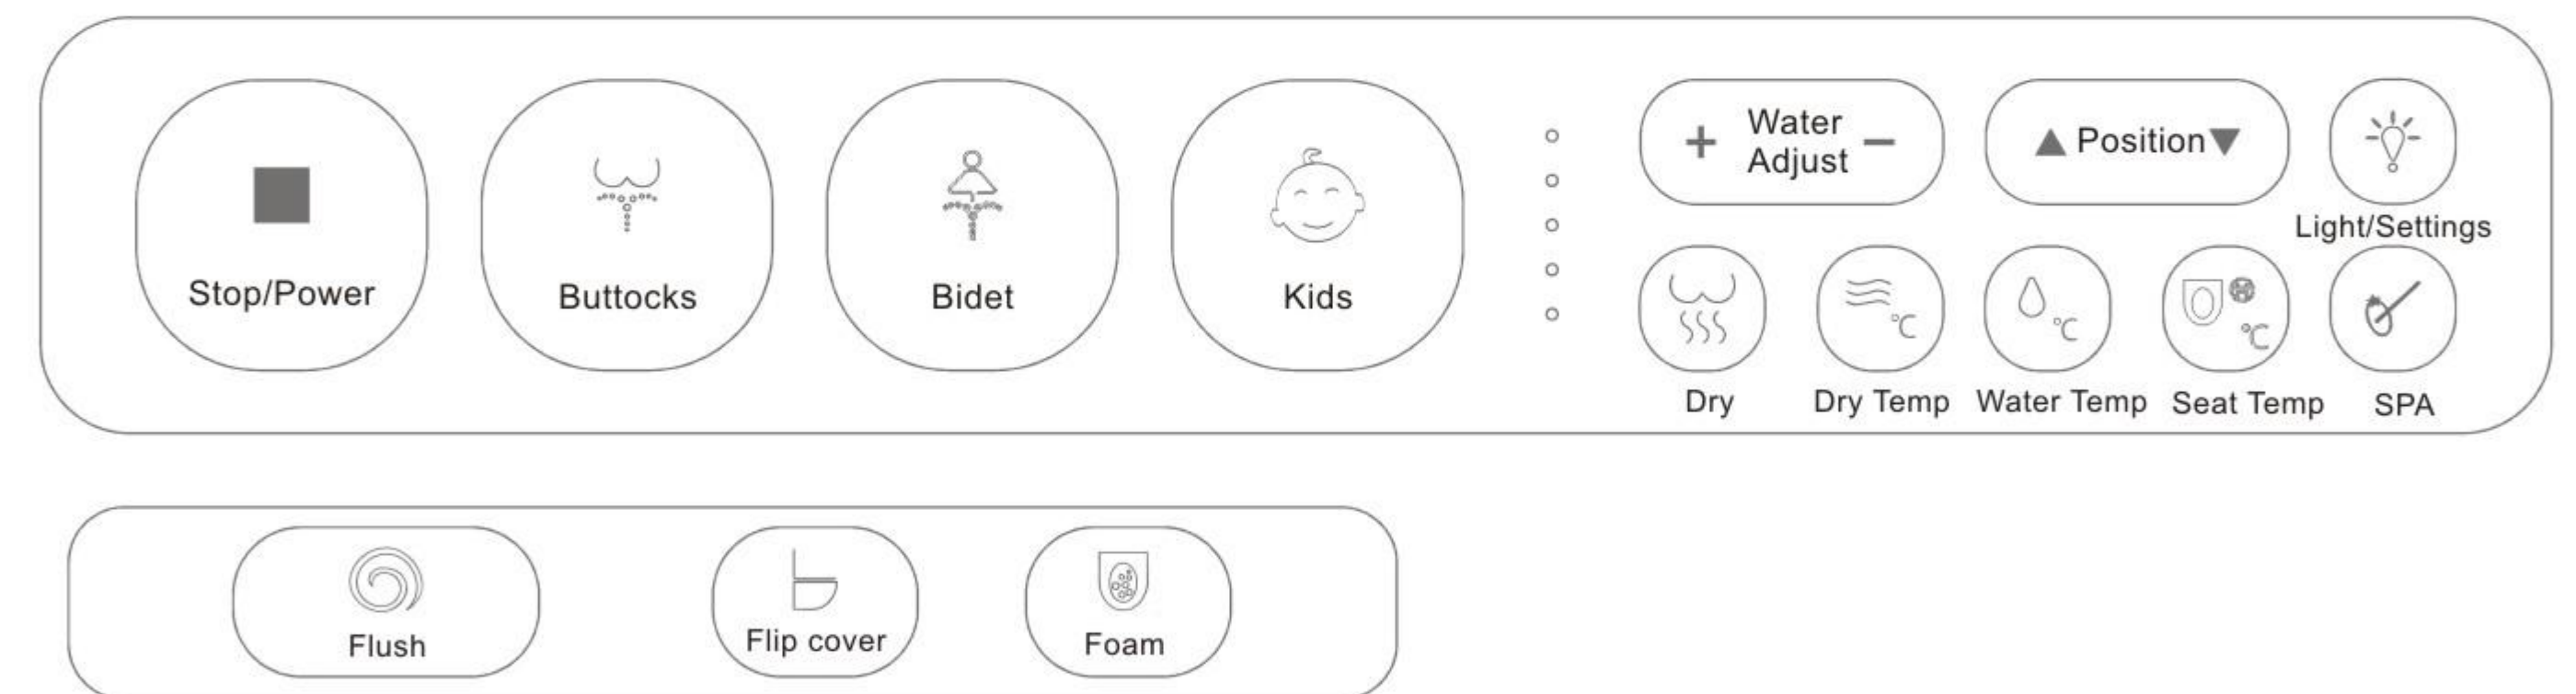 Stop/Power
Buttocks
Bidet
Kids
+ Water
Adjust −
▲ Position ▼
Light/Settings
°C
°C
°C
Dry
Dry Temp
Water Temp
Seat Temp
SPA
Flush
Flip cover
Foam